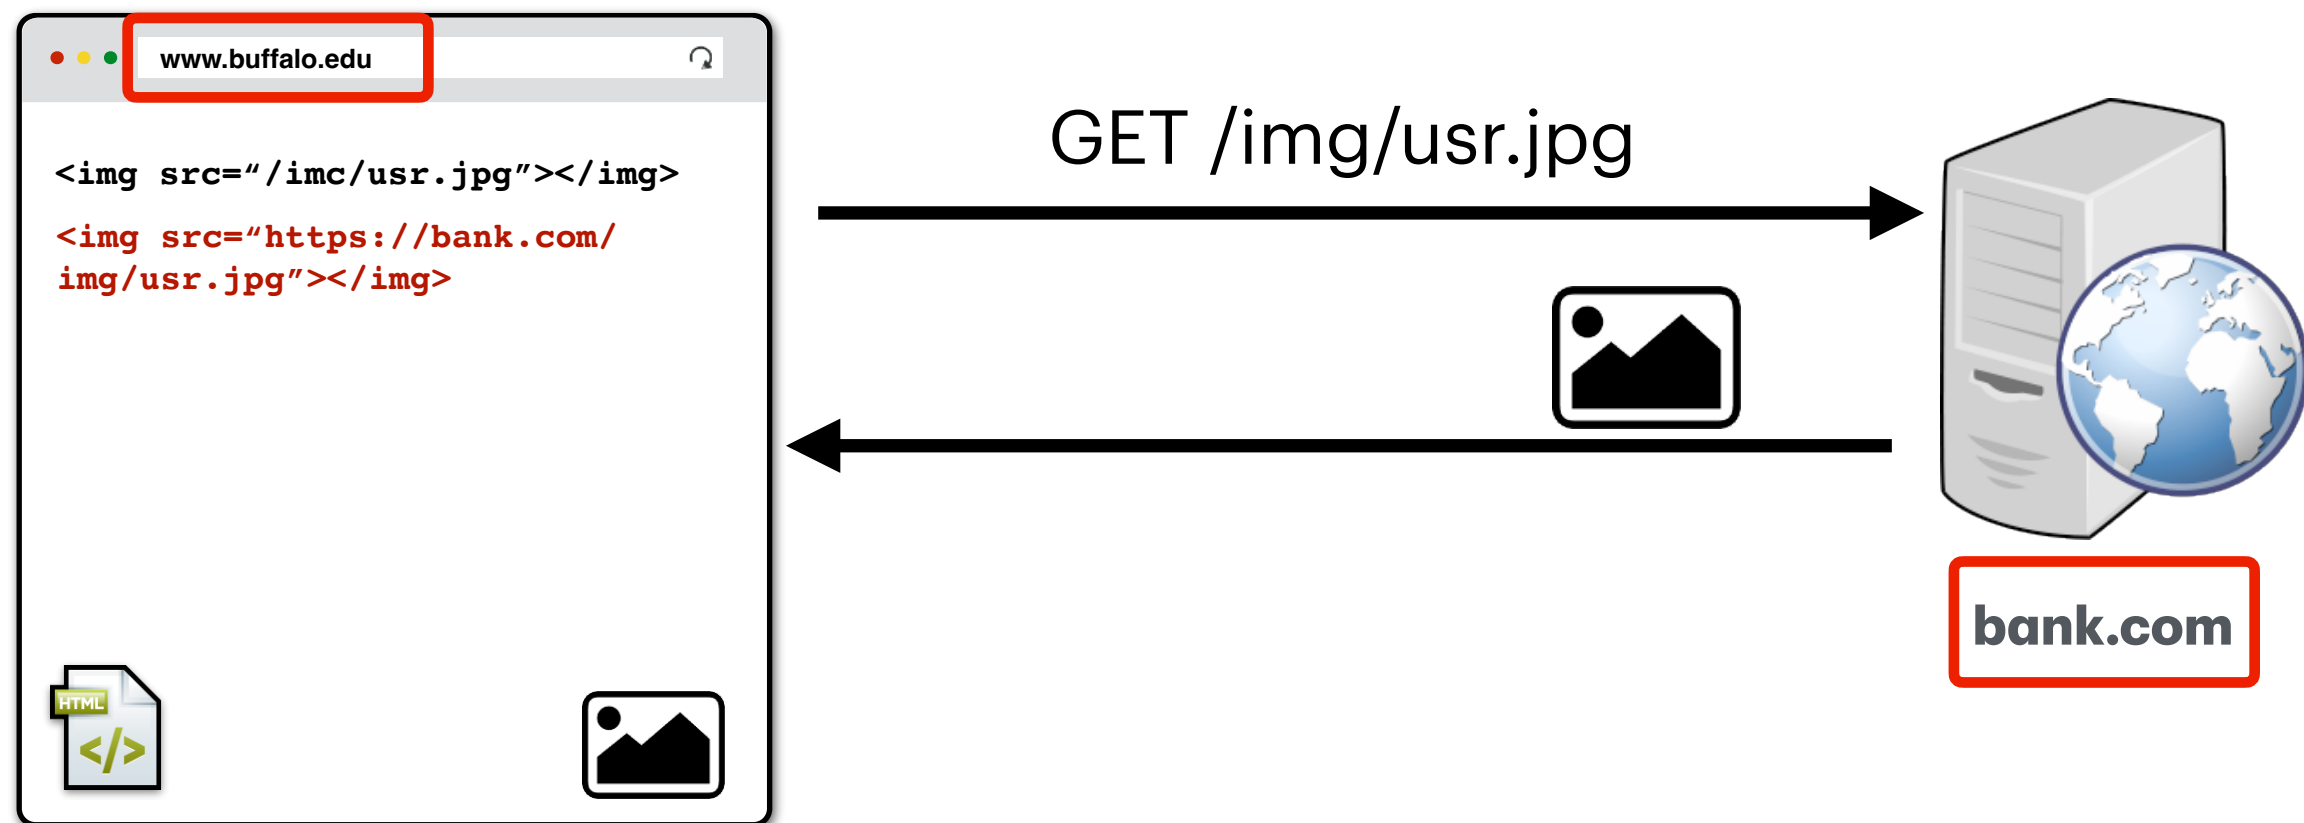 www.buffalo.edu
<img src=“/imc/usr.jpg”></img>
<img src=“https://bank.com/
img/usr.jpg”></img>
GET /img/usr.jpg
bank.com
HTML
</>